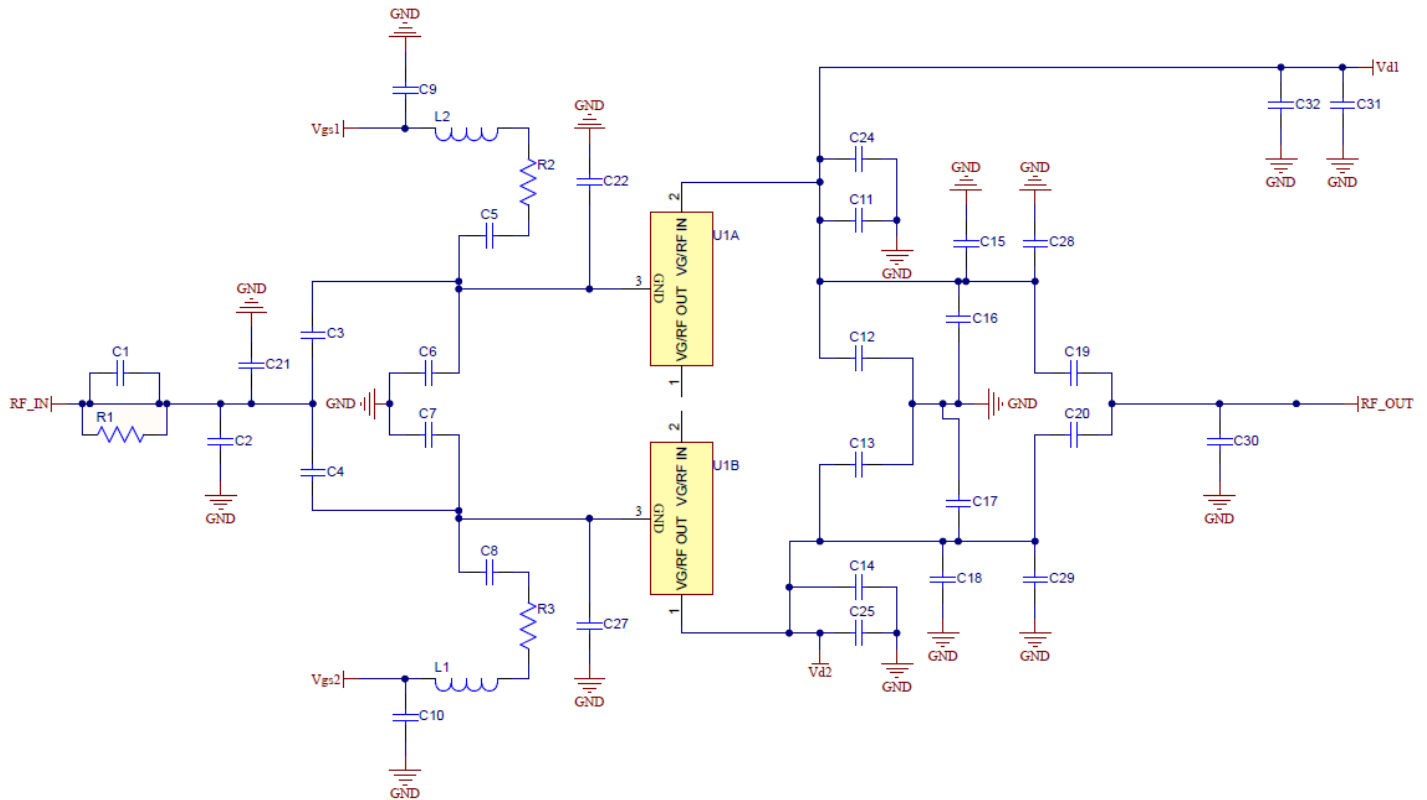 GND
C9
Vgs1
L2
R2
C5
GND
C22
2
U1A
VG/RF IN
GND
VG/RF OUT
3
1
C24
C11
GND
GND
C15
GND
C28
Vd1
C32
C31
GND
GND
C16
C12
C19
GND
C21
C3
C6
GND
C7
C1
RF_IN
R1
C2
GND
C4
2
U1B
VG/RF IN
GND
VG/RF OUT
3
1
C13
GND
C20
RF_OUT
C30
GND
C17
C8
R3
C27
GND
C14
C25
C18
C29
Vd2
GND
GND
GND
Vgs2
L1
C10
GND